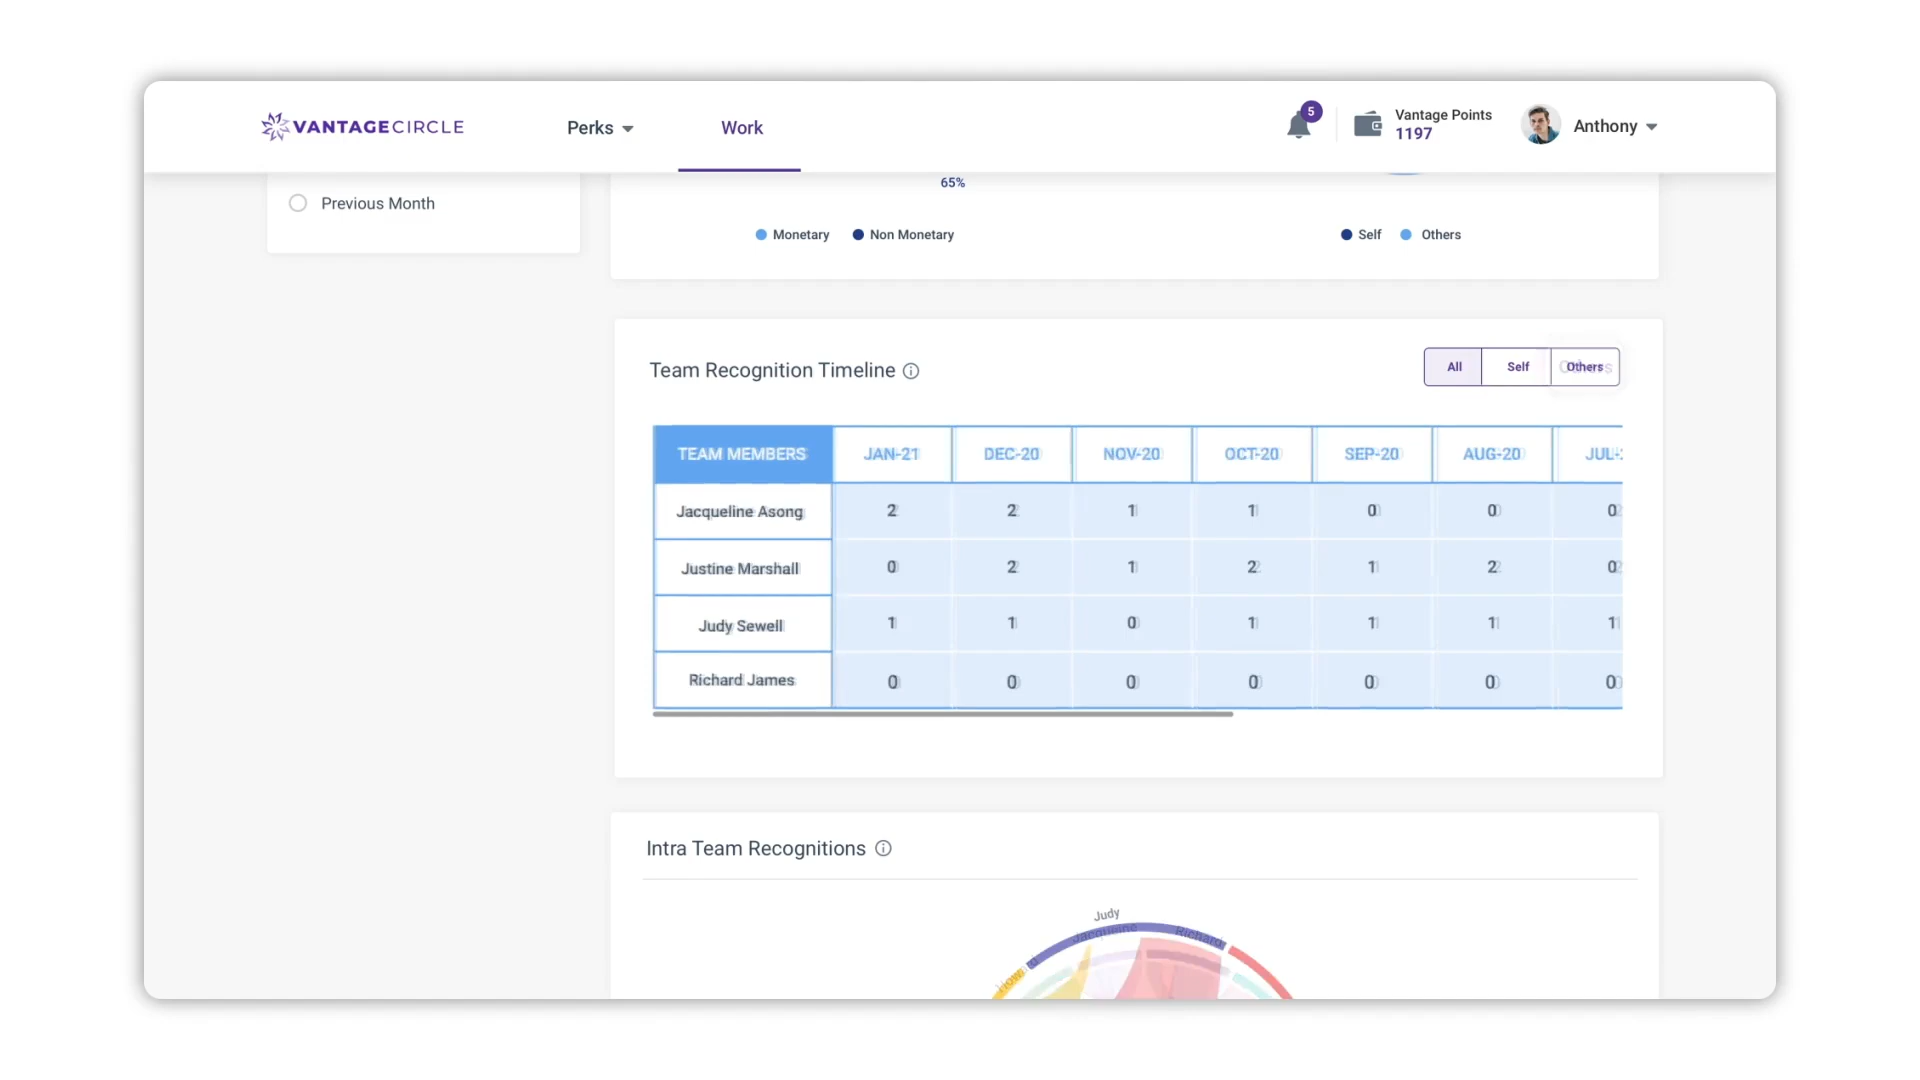 VANTAGECIRCLE
Perks
Work
5
Vantage Points
1197
Anthony
65%
Previous Month
Monetary Non Monetary
Self Others
Team Recognition Timeline
All Self Others
TEAM MEMBERS JAN-21 DEC-20 NOV-20 OCT-20 SEP-20 AUG-20 JUL-
Jacqueline Asong 2 2 1 1 0 0 0
Justine Marshall 0 2 1 2 1 2 0
Judy Sewell 1 1 0 1 1 1 1
Richard James 0 0 0 0 0 0 0
Intra Team Recognitions
Judy
Jacquline Richard